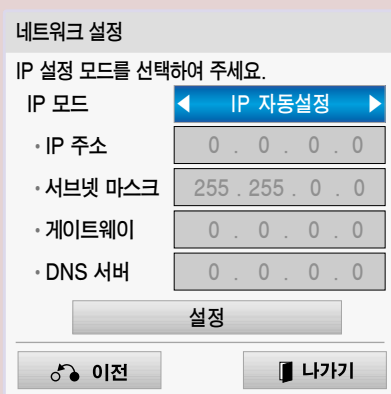 네트워크 설정
IP 설정 모드를 선택하여 주세요.
IP 모드 ◀ IP 자동설정 ▶
· IP 주소 0 . 0 . 0 . 0
· 서브넷 마스크 255 . 255 . 0 . 0
· 게이트웨이 0 . 0 . 0 . 0
· DNS 서버 0 . 0 . 0 . 0
설정
이전 나가기